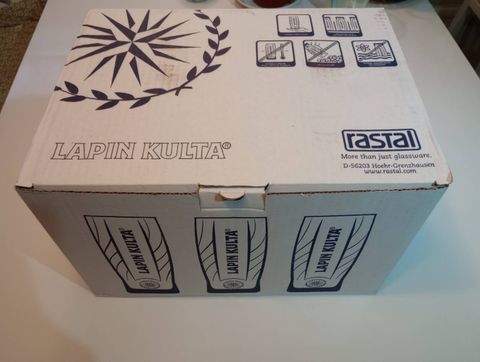 LAPIN KULTA®
rastal
More than just glassware.
D-56203 Hoehr-Grenzhausen
www.rastal.com
LAPIN KULTA®
LAPIN KULTA®
LAPIN KULTA®